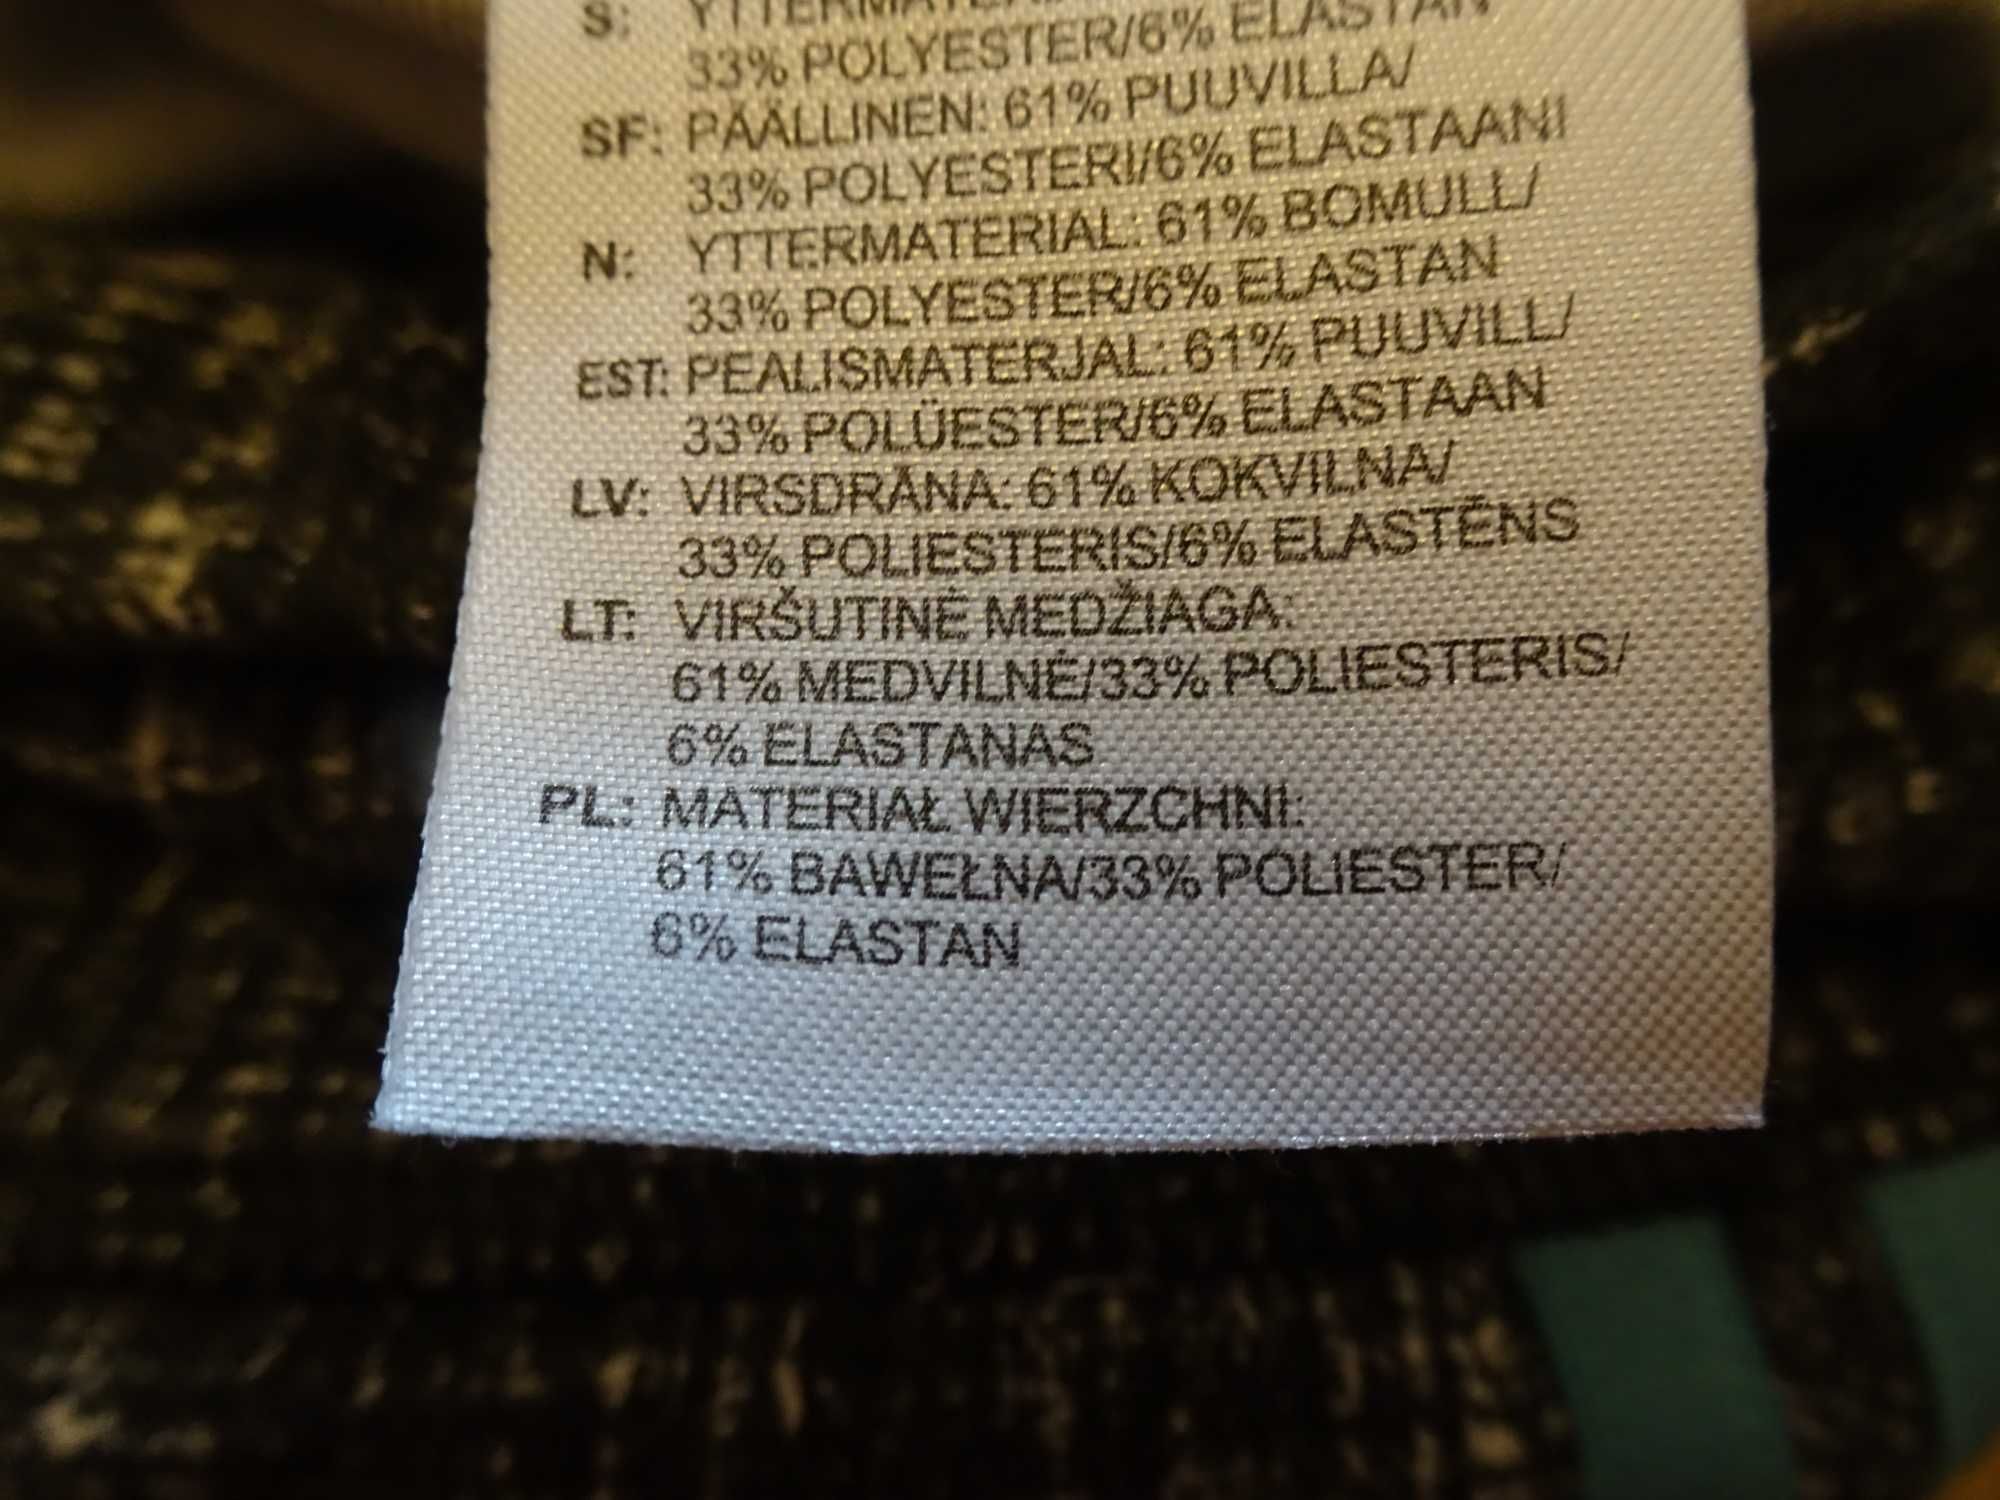 S: YTTERMATERIAL
33% POLYESTER/6% ELASTAN
SF: PÄÄLLINEN: 61% PUUVILLA/
33% POLYESTERI/6% ELASTAANI
N: YTTERMATERIAL: 61% BOMULL/
33% POLYESTER/6% ELASTAN
EST: PEALISMATERJAL: 61% PUUVILL/
33% POLÜESTER/6% ELASTAAN
LV: VIRSDRĀNA: 61% KOKVILNA/
33% POLIESTERIS/6% ELASTĒNS
LT: VIRŠUTINĖ MEDŽIAGA:
61% MEDVILNĖ/33% POLIESTERIS/
6% ELASTANAS
PL: MATERIAŁ WIERZCHNI:
61% BAWEŁNA/33% POLIESTER/
6% ELASTAN